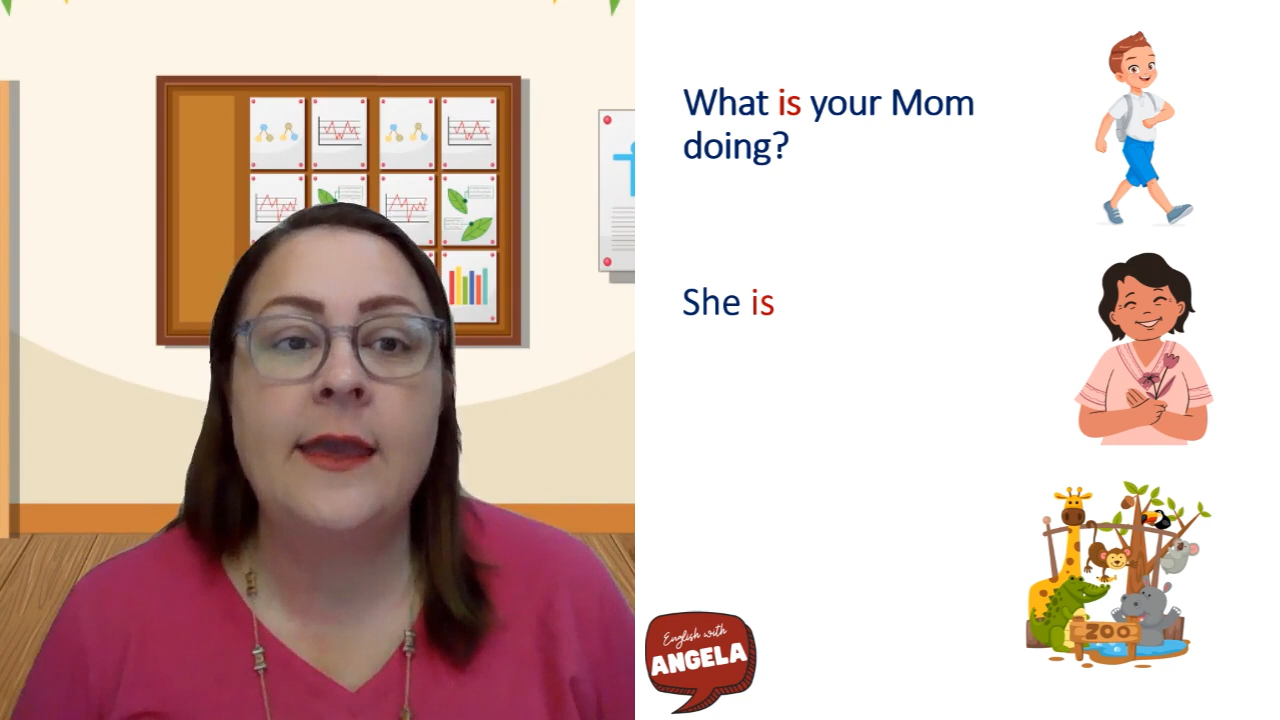 What is your Mom
doing?
She is
ZOO
English with
ANGELA